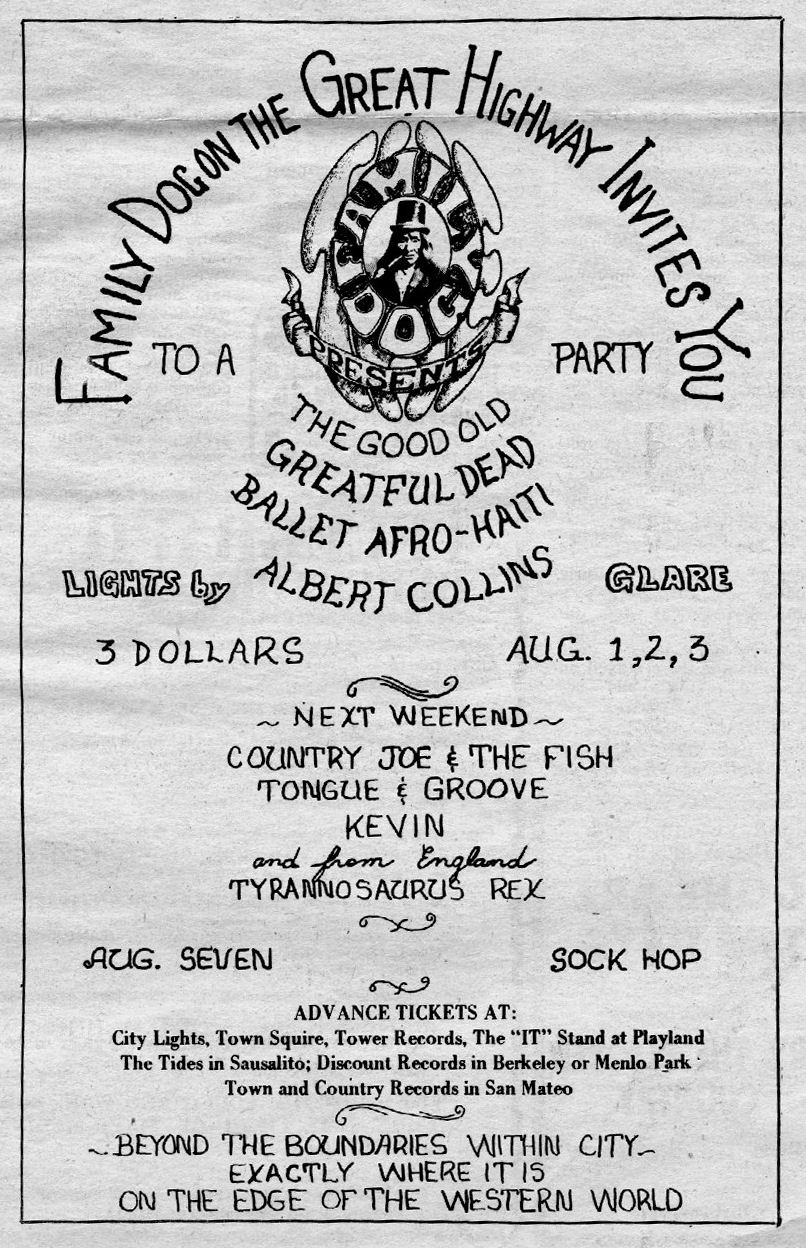 FAMILY DOG ON THE GREAT HIGHWAY INVITES YOU
FAMILY
DOG
PRESENTS
TO A PARTY
THE GOOD OLD
GREATFUL DEAD
BALLET AFRO-HAITI
ALBERT COLLINS
LIGHTS by GLARE
3 DOLLARS AUG. 1, 2, 3
~ NEXT WEEKEND ~
COUNTRY JOE & THE FISH
TONGUE & GROOVE
KEVIN
and from England
TYRANNOSAURUS REX
AUG. SEVEN SOCK HOP
ADVANCE TICKETS AT:
City Lights, Town Squire, Tower Records, The "IT" Stand at Playland
The Tides in Sausalito; Discount Records in Berkeley or Menlo Park
Town and Country Records in San Mateo
~BEYOND THE BOUNDARIES WITHIN CITY~
EXACTLY WHERE IT IS
ON THE EDGE OF THE WESTERN WORLD